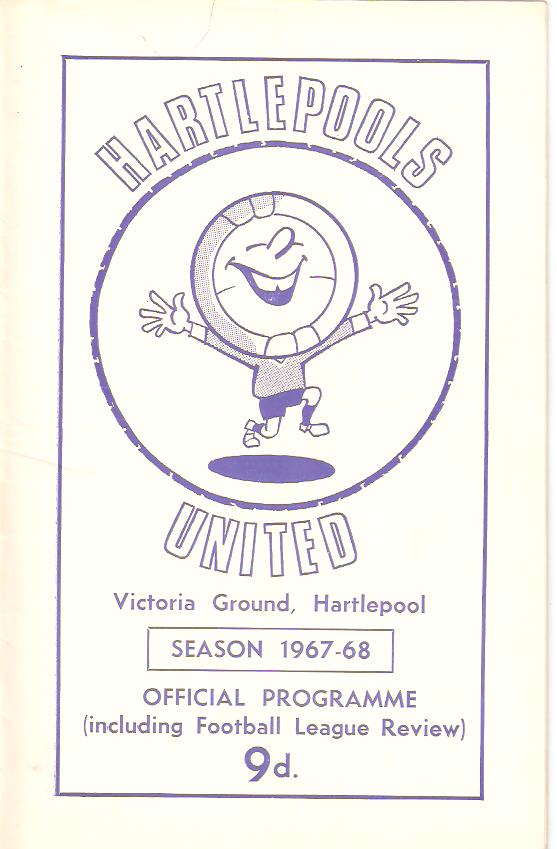 HARTLEPOOLS
UNITED
Victoria Ground, Hartlepool
SEASON 1967-68
OFFICIAL PROGRAMME
(including Football League Review)
9d.